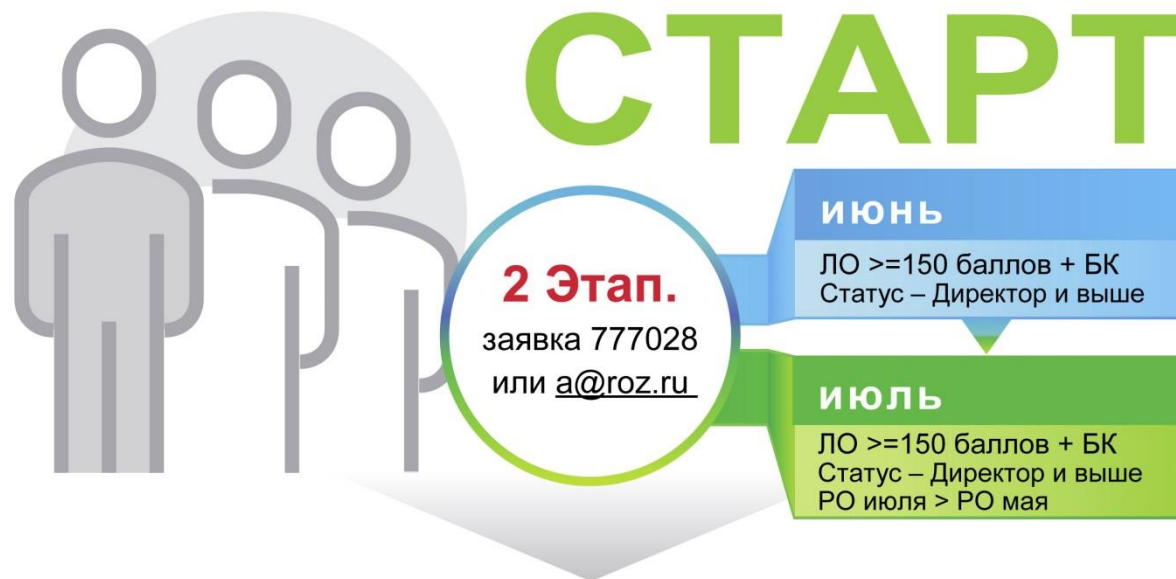 СТАРТ
2 Этап.
заявка 777028
или a@roz.ru
июнь
ЛО >=150 баллов + БК
Статус – Директор и выше
июль
ЛО >=150 баллов + БК
Статус – Директор и выше
РО июля > РО мая